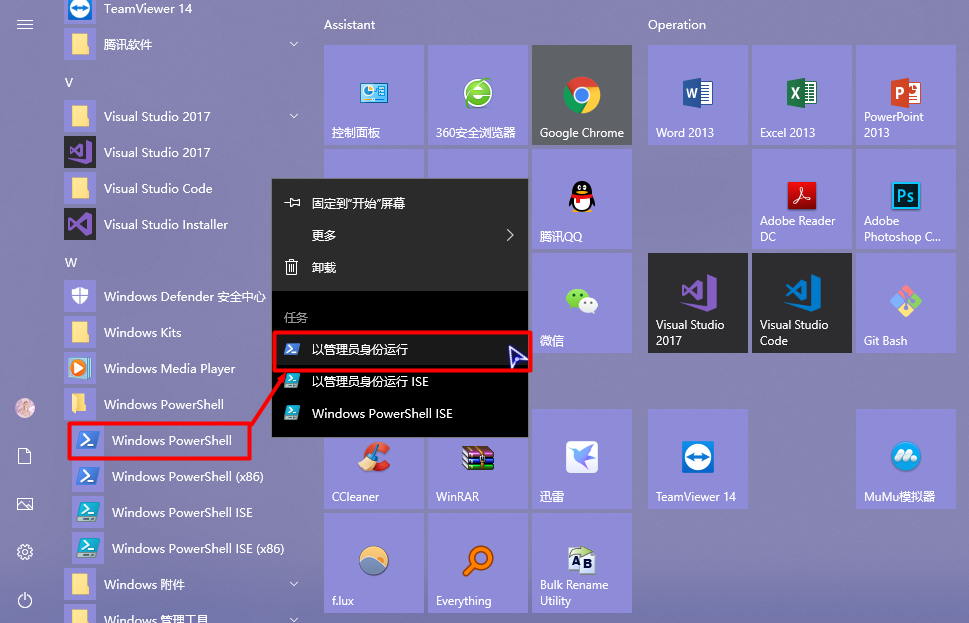 TeamViewer 14
腾讯软件
V
Visual Studio 2017
Visual Studio 2017
Visual Studio Code
Visual Studio Installer
W
Windows Defender 安全中心
Windows Kits
Windows Media Player
Windows PowerShell
Windows PowerShell
Windows PowerShell (x86)
Windows PowerShell ISE
Windows PowerShell ISE (x86)
Windows 附件
Windows 管理工具
固定到"开始"屏幕
更多
卸载
任务
以管理员身份运行
以管理员身份运行 ISE
Windows PowerShell ISE
Assistant
控制面板
360安全浏览器
Google Chrome
腾讯QQ
微信
CCleaner
WinRAR
迅雷
f.lux
Everything
Bulk Rename
Utility
Operation
Word 2013
Excel 2013
PowerPoint
2013
Adobe Reader
DC
Adobe
Photoshop C...
Visual Studio
2017
Visual Studio
Code
Git Bash
TeamViewer 14
MuMu模拟器